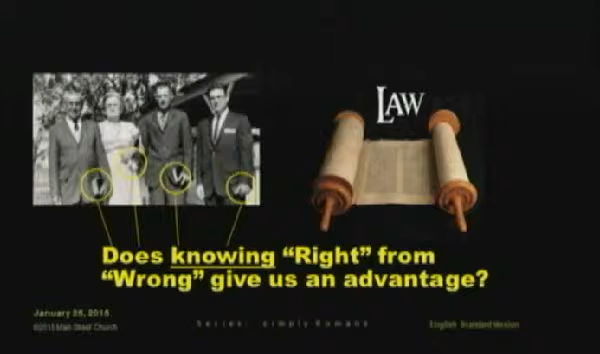 LAW
Does knowing “Right” from
“Wrong” give us an advantage?
January 25, 2015
©2015 Main Street Church
Series: Simply Romans
English Standard Version